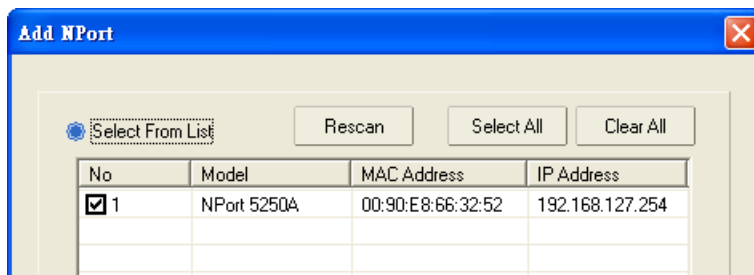 Add NPort
Select From List Rescan Select All Clear All
No Model MAC Address IP Address
1 NPort 5250A 00:90:E8:66:32:52 192.168.127.254